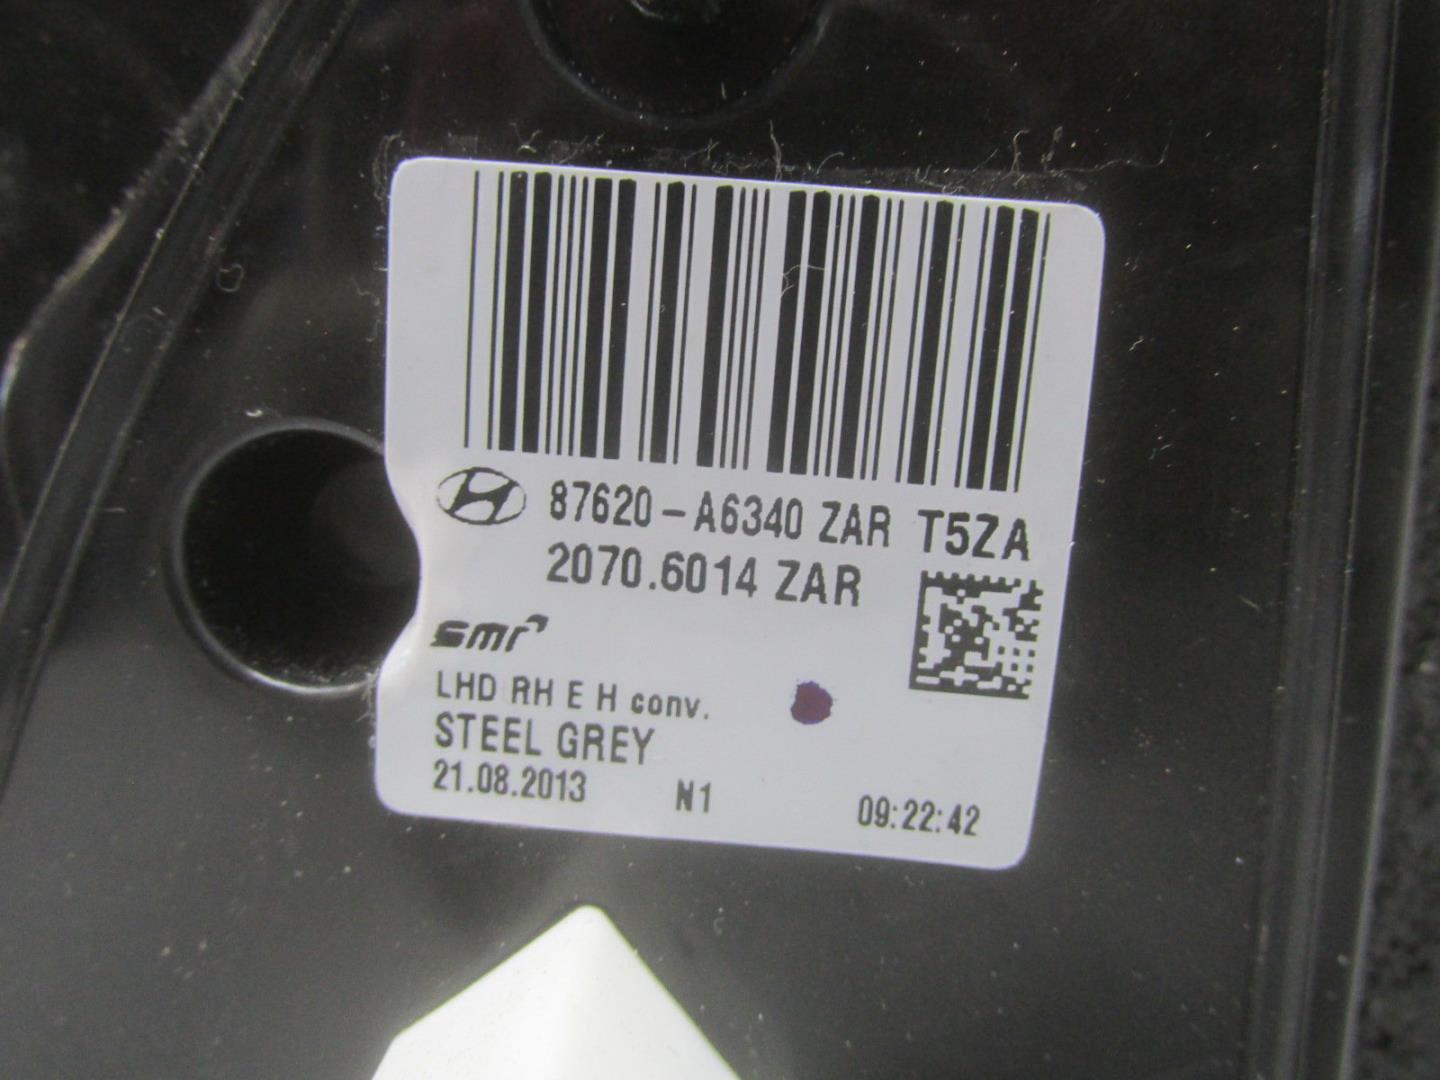 87620-A6340 ZAR T5ZA
2070.6014 ZAR
smr
LHD RH E H conv.
STEEL GREY
21.08.2013 N1 09:22:42